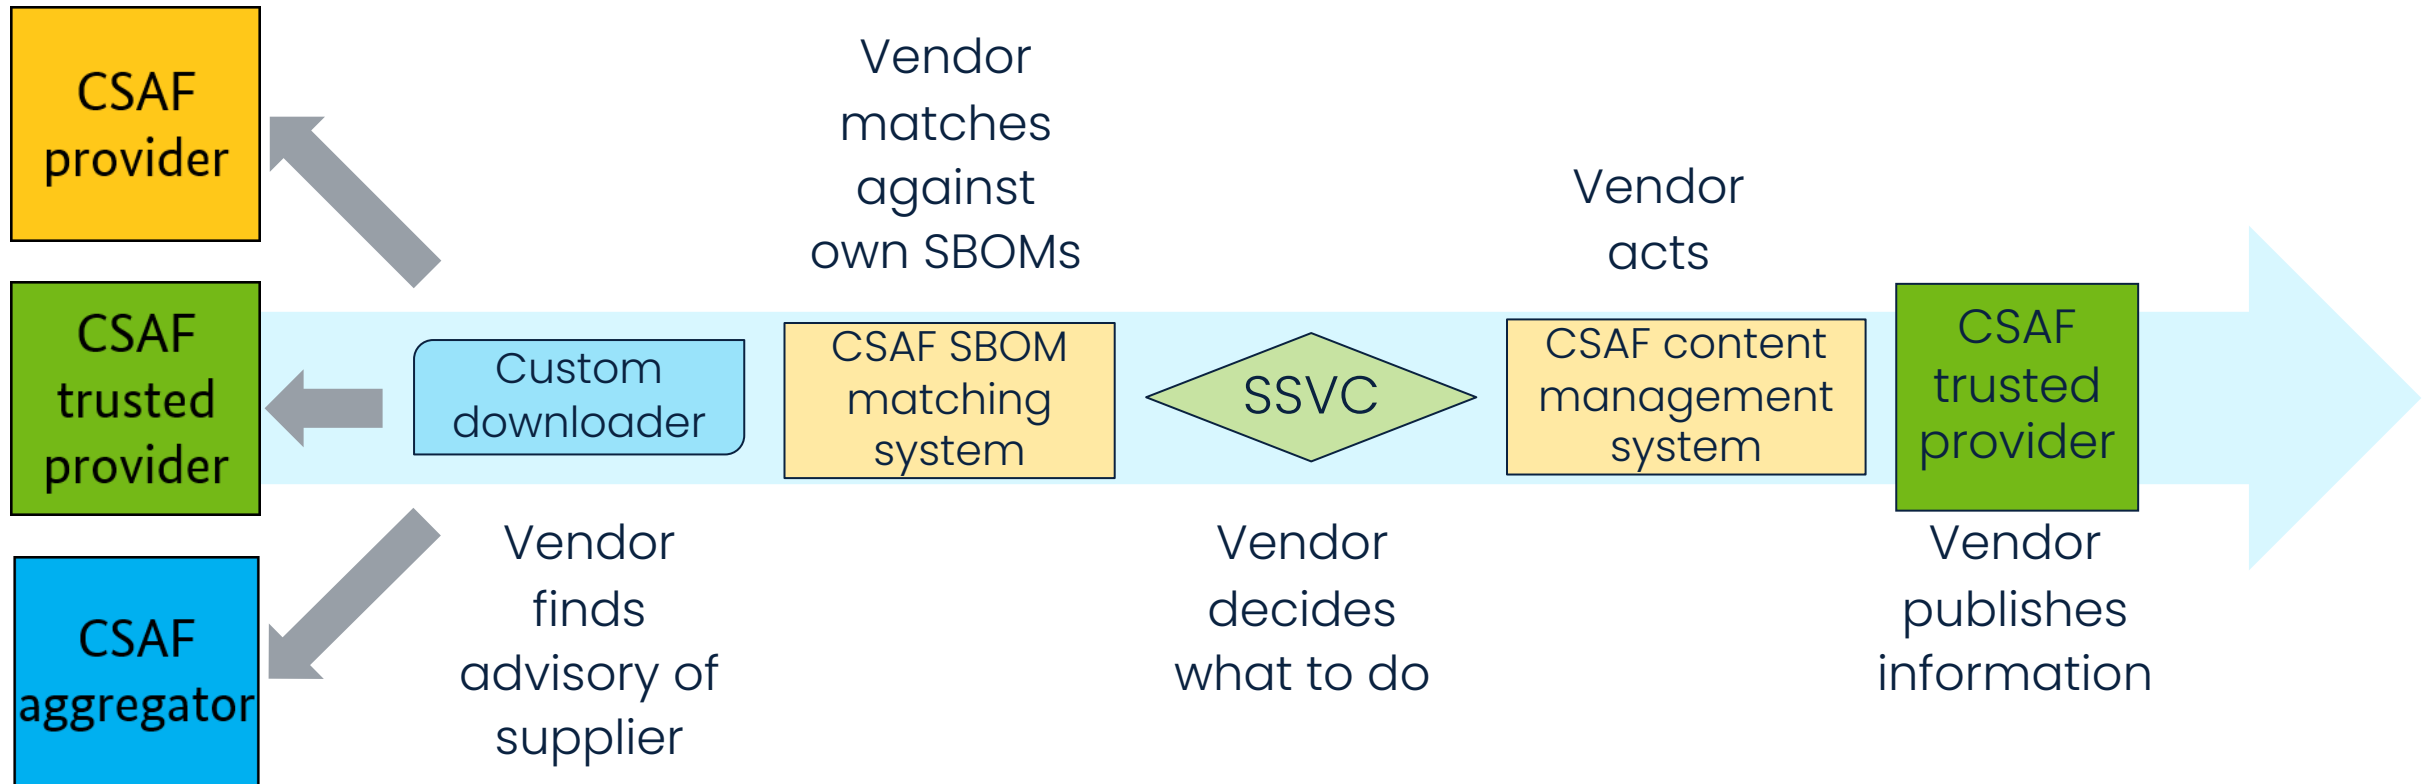 CSAF
provider
CSAF
trusted
provider
CSAF
aggregator
Custom
downloader
Vendor
finds
advisory of
supplier
Vendor
matches
against
own SBOMs
CSAF SBOM
matching
system
SSVC
Vendor
decides
what to do
Vendor
acts
CSAF content
management
system
CSAF
trusted
provider
Vendor
publishes
information